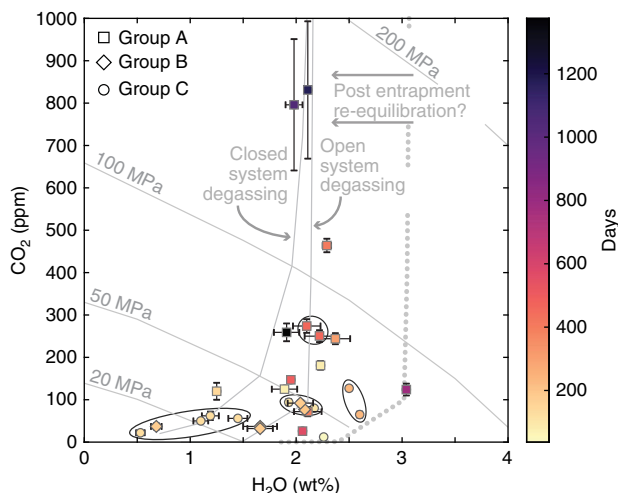 1000
900
800
700
600
500
400
300
200
100
0
CO₂ (ppm)
Group A
Group B
Group C
200 MPa
Post entrapment
re-equilibration?
Closed
system
degassing
Open
system
degassing
100 MPa
50 MPa
20 MPa
0
1
2
3
4
H₂O (wt%)
1200
1000
800
600
400
200
Days